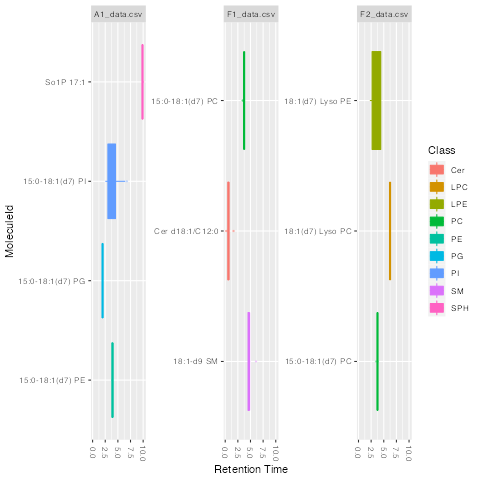 A1_data.csv
F1_data.csv
F2_data.csv
So1P 17:1
15:0-18:1(d7) PI
15:0-18:1(d7) PG
15:0-18:1(d7) PE
15:0-18:1(d7) PC
Cer d18:1/C12:0
18:1-d9 SM
18:1(d7) Lyso PE
18:1(d7) Lyso PC
15:0-18:1(d7) PC
MoleculeId
0.0
2.5
5.0
7.5
10.0
0.0
2.5
5.0
7.5
10.0
0.0
2.5
5.0
7.5
10.0
Retention Time
Class
Cer
LPC
LPE
PC
PE
PG
PI
SM
SPH